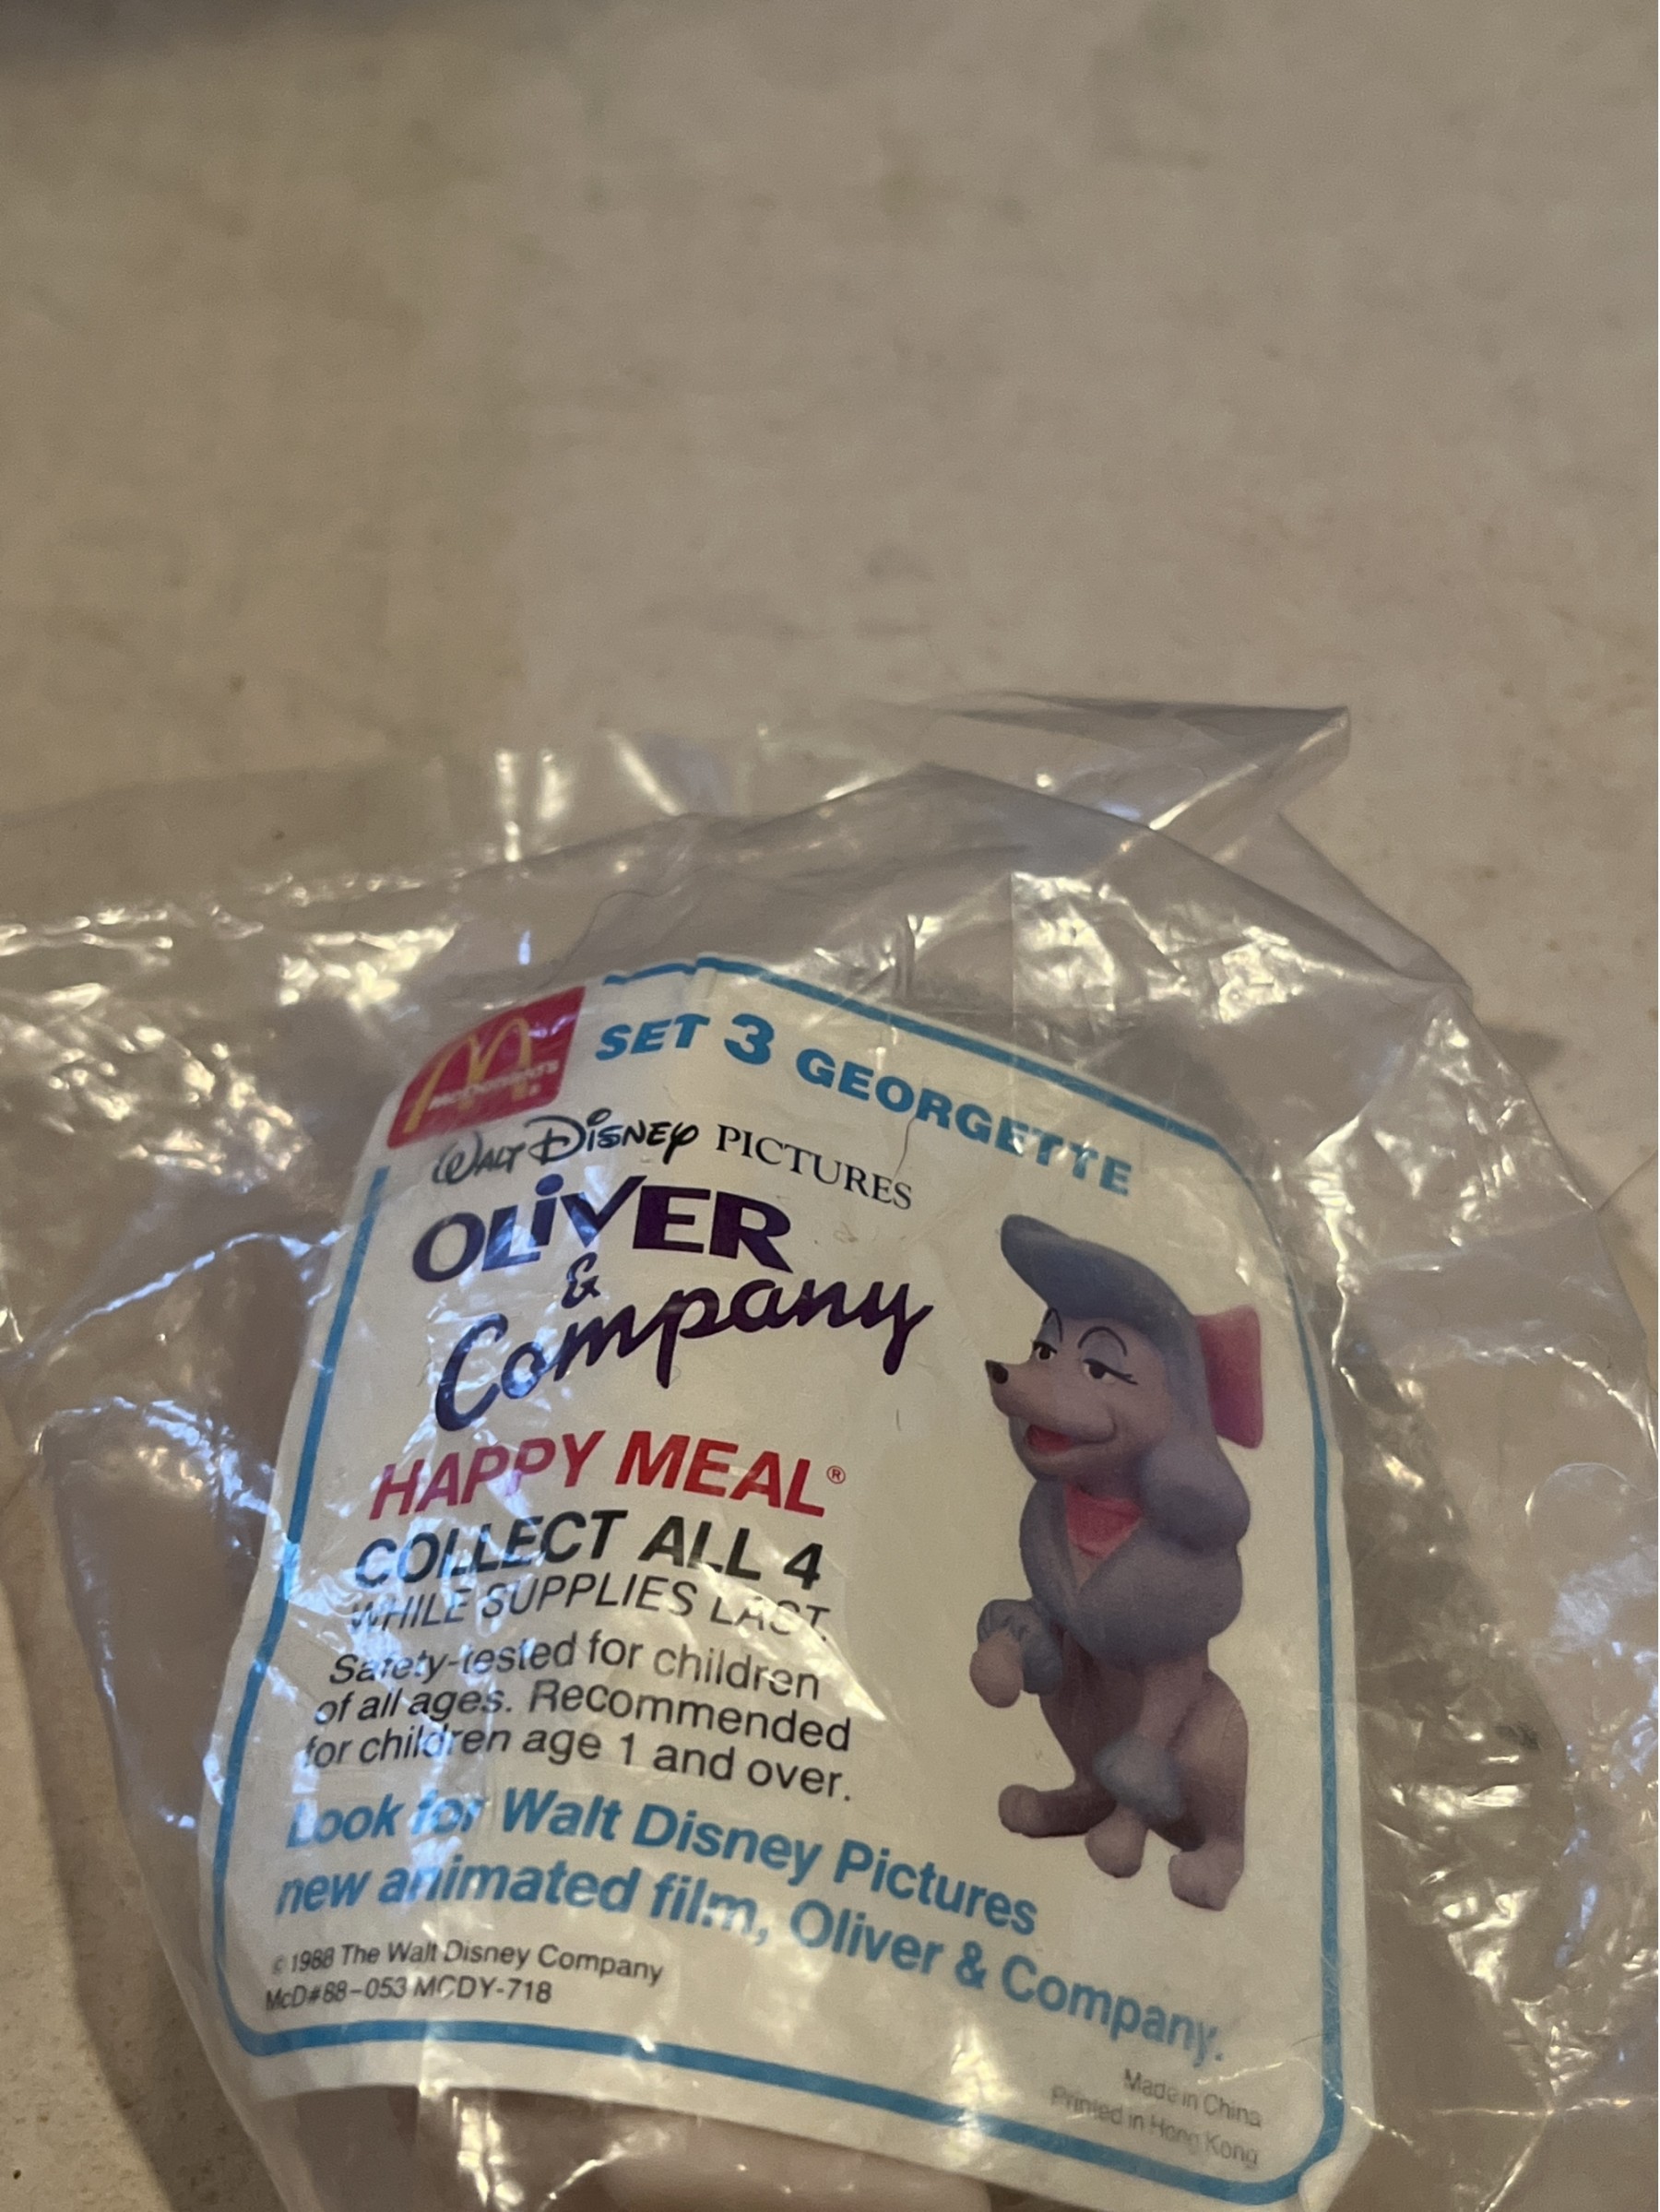 McDONALD'S®
SET 3 GEORGETTE
WALT DISNEY PICTURES
OLiVER
&
Company
HAPPY MEAL®
COLLECT ALL 4
WHILE SUPPLIES LAST.
Safety-tested for children
of all ages. Recommended
for children age 1 and over.
Look for Walt Disney Pictures
new animated film, Oliver & Company.
© 1988 The Walt Disney Company
McD#88-053 MCDY-718
Made in China
Printed in Hong Kong